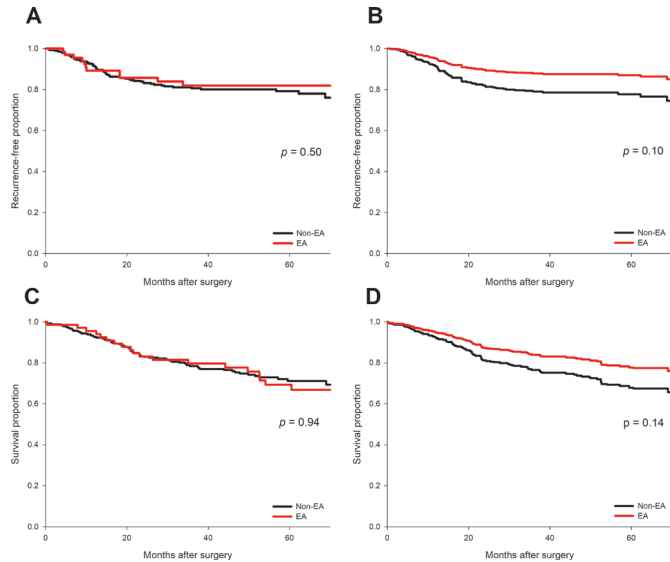 A
Recurrence-free proportion
1.0
0.8
0.6
0.4
0.2
0.0
p = 0.50
Non-EA
EA
0 20 40 60
Months after surgery
B
Recurrence-free proportion
1.0
0.8
0.6
0.4
0.2
0.0
p = 0.10
Non-EA
EA
0 20 40 60
Months after surgery
C
Survival proportion
1.0
0.8
0.6
0.4
0.2
0.0
p = 0.94
Non-EA
EA
0 20 40 60
Months after surgery
D
Survival proportion
1.0
0.8
0.6
0.4
0.2
0.0
p = 0.14
Non-EA
EA
0 20 40 60
Months after surgery